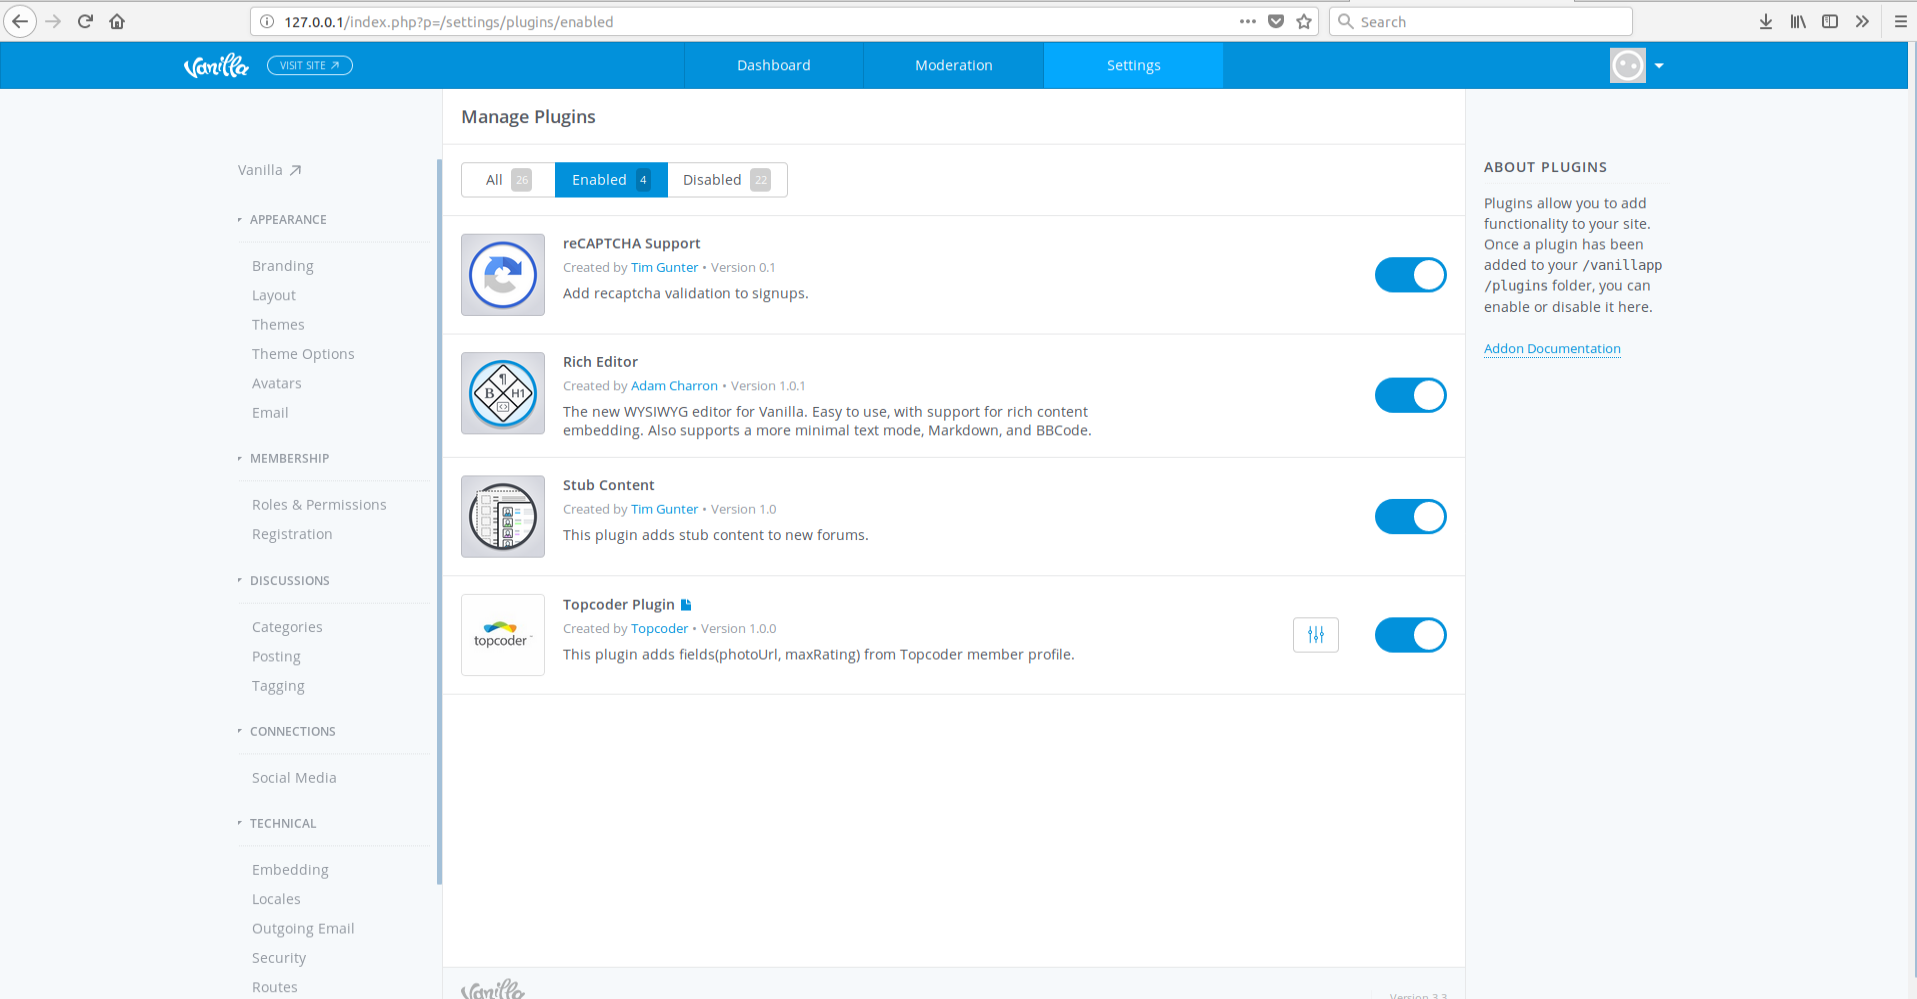 127.0.0.1/index.php?p=/settings/plugins/enabled
Search
Vanilla
VISIT SITE
Dashboard
Moderation
Settings
Vanilla
APPEARANCE
Branding
Layout
Themes
Theme Options
Avatars
Email
MEMBERSHIP
Roles & Permissions
Registration
DISCUSSIONS
Categories
Posting
Tagging
CONNECTIONS
Social Media
TECHNICAL
Embedding
Locales
Outgoing Email
Security
Routes
Manage Plugins
All 26
Enabled 4
Disabled 22
reCAPTCHA Support
Created by Tim Gunter • Version 0.1
Add recaptcha validation to signups.
¶
B H1
Rich Editor
Created by Adam Charron • Version 1.0.1
The new WYSIWYG editor for Vanilla. Easy to use, with support for rich content
embedding. Also supports a more minimal text mode, Markdown, and BBCode.
Stub Content
Created by Tim Gunter • Version 1.0
This plugin adds stub content to new forums.
topcoder
Topcoder Plugin
Created by Topcoder • Version 1.0.0
This plugin adds fields(photoUrl, maxRating) from Topcoder member profile.
Vanilla
Version 3.3
ABOUT PLUGINS
Plugins allow you to add
functionality to your site.
Once a plugin has been
added to your /vanillapp
/plugins folder, you can
enable or disable it here.
Addon Documentation